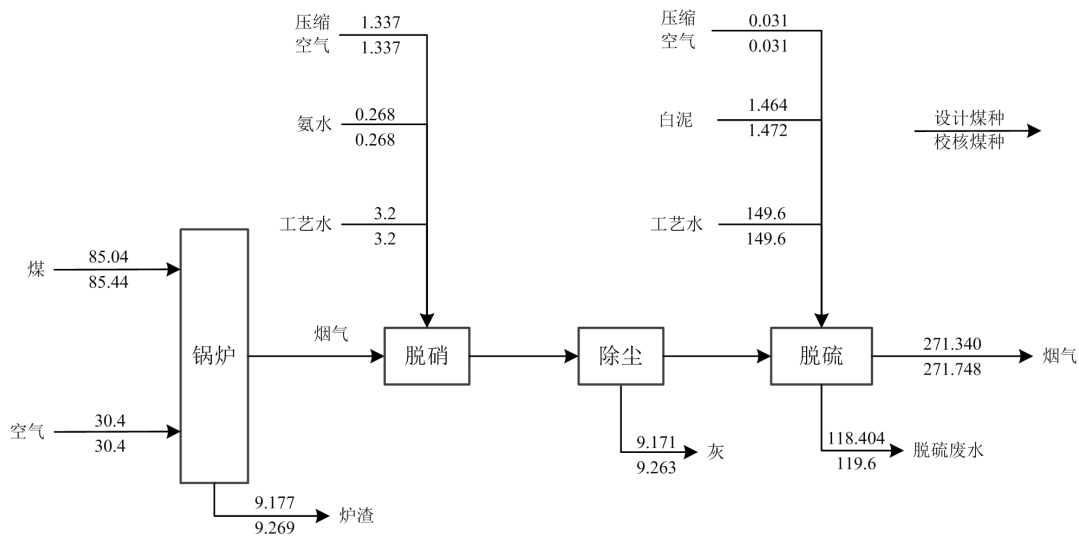 压缩
空气
1.337
1.337
压缩
空气
0.031
0.031
氨水
0.268
0.268
白泥
1.464
1.472
设计煤种
校核煤种
工艺水
3.2
3.2
工艺水
149.6
149.6
煤
85.04
85.44
锅炉
烟气
脱硝
除尘
脱硫
271.340
271.748
烟气
空气
30.4
30.4
9.171
9.263
灰
118.404
119.6
脱硫废水
9.177
9.269
炉渣